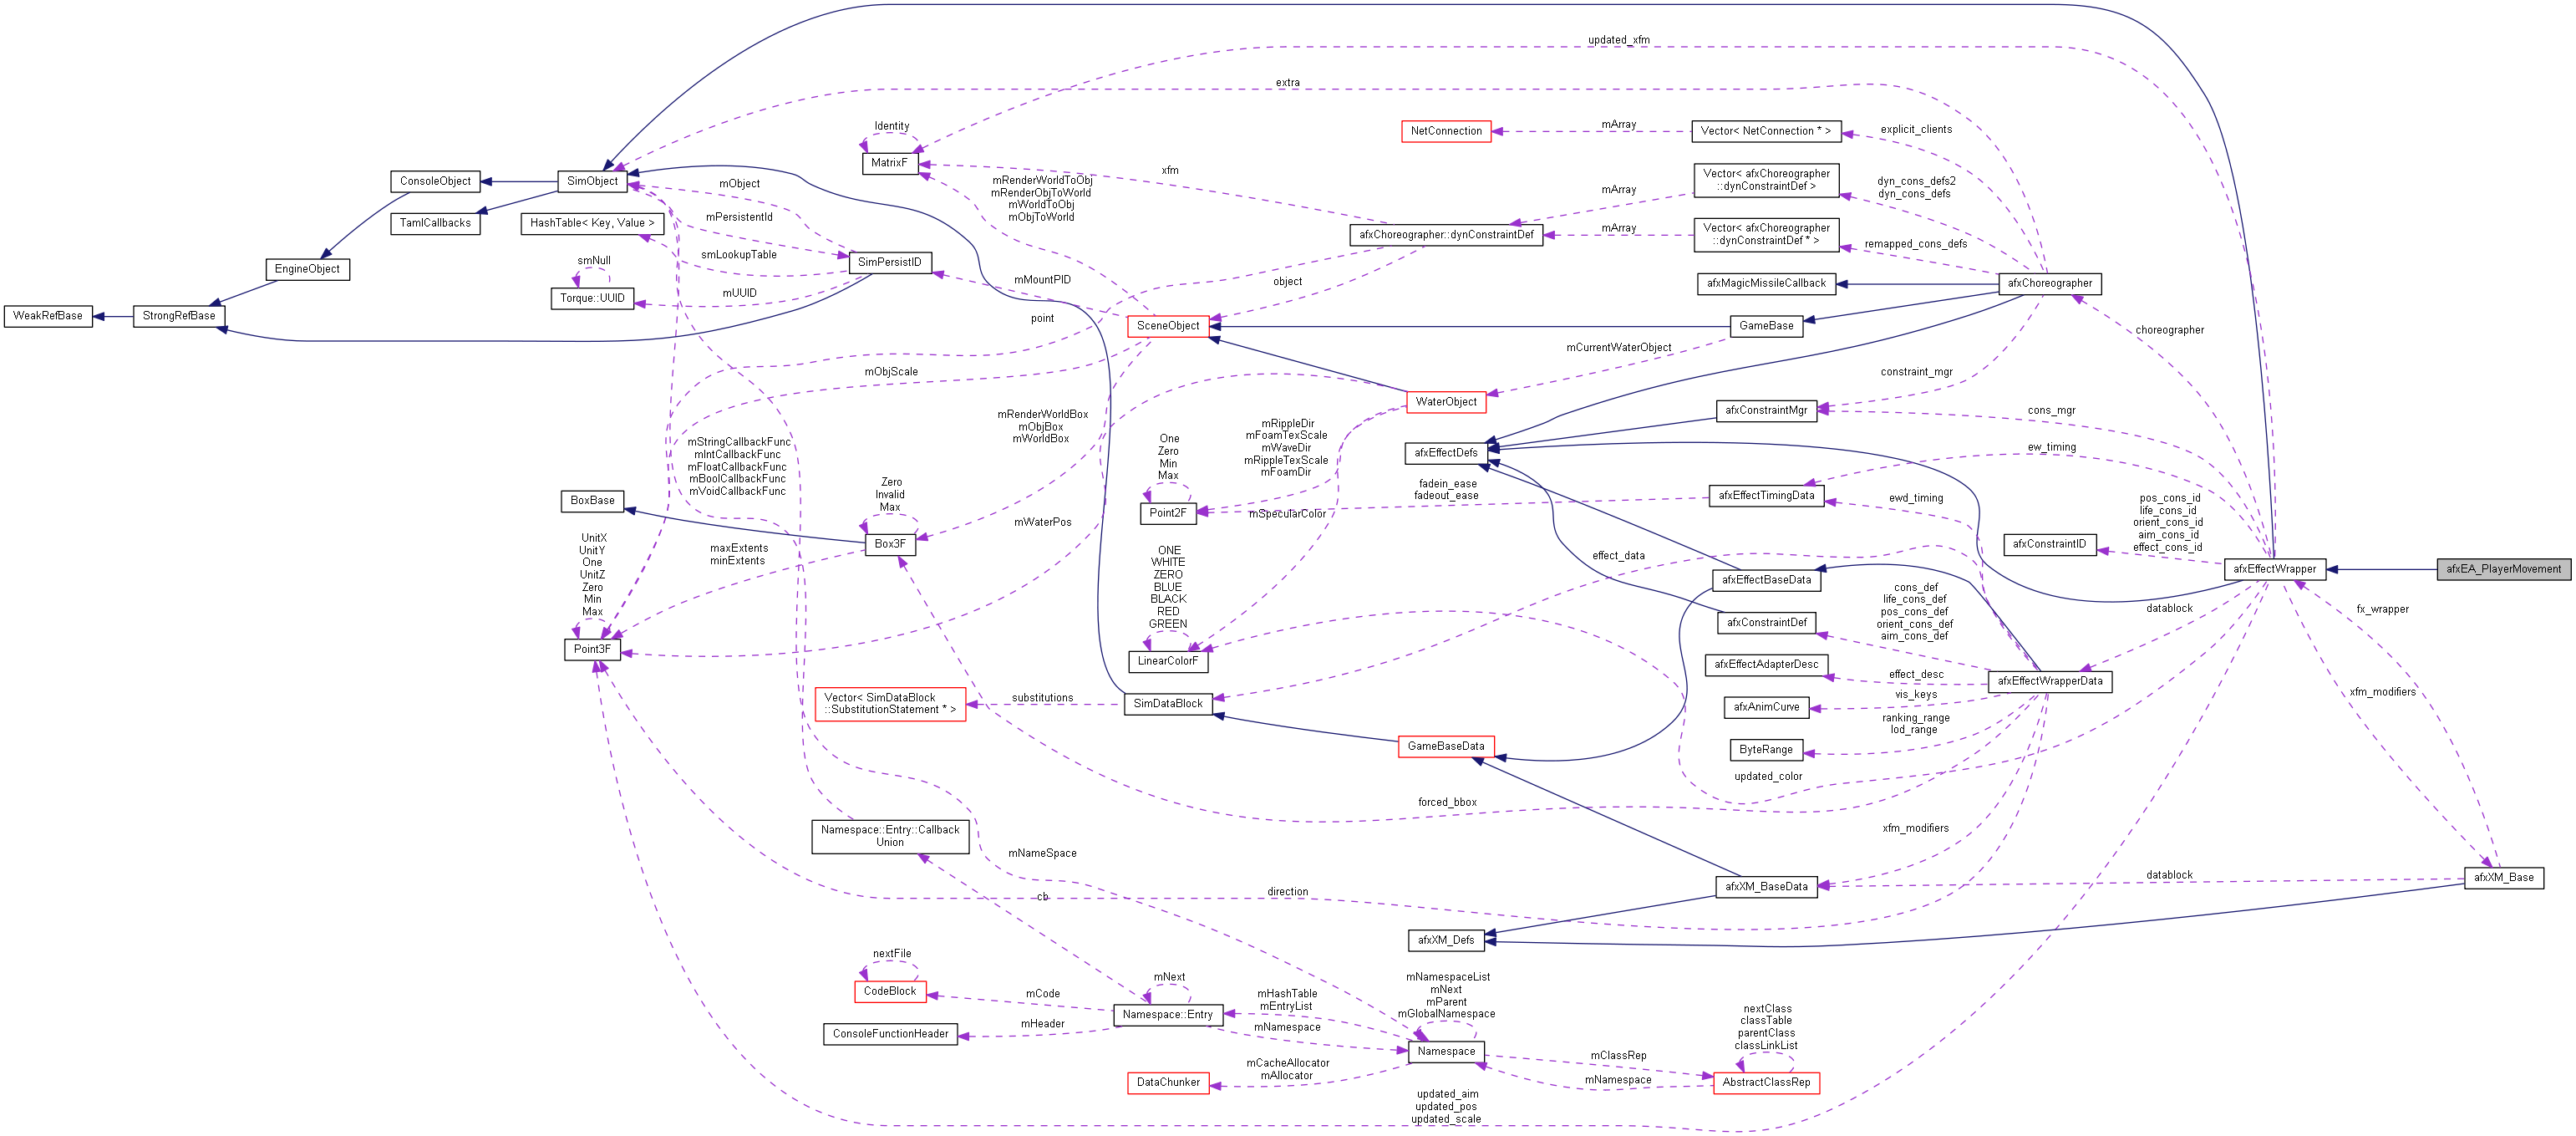 updated_xfm
extra
Identity
MatrixF
NetConnection
mArray
Vector< NetConnection * >
explicit_clients
xfm
mRenderWorldToObj
mRenderObjToWorld
mWorldToObj
mObjToWorld
Vector< afxChoreographer
::dynConstraintDef >
mArray
dyn_cons_defs2
dyn_cons_defs
ConsoleObject
SimObject
mObject
TamlCallbacks
HashTable< Key, Value >
mPersistentId
smLookupTable
afxChoreographer::dynConstraintDef
mArray
Vector< afxChoreographer
::dynConstraintDef * >
remapped_cons_defs
EngineObject
smNull
SimPersistID
Torque::UUID
mUUID
mMountPID
object
afxMagicMissileCallback
afxChoreographer
WeakRefBase
StrongRefBase
point
SceneObject
GameBase
choreographer
mCurrentWaterObject
mObjScale
constraint_mgr
WaterObject
afxConstraintMgr
cons_mgr
mRenderWorldBox
mObjBox
mWorldBox
mRippleDir
mFoamTexScale
mWaveDir
mRippleTexScale
mFoamDir
mStringCallbackFunc
mIntCallbackFunc
mFloatCallbackFunc
mBoolCallbackFunc
mVoidCallbackFunc
One
Zero
Min
Max
afxEffectDefs
ew_timing
BoxBase
Zero
Invalid
Max
Point2F
fadein_ease
fadeout_ease
afxEffectTimingData
ewd_timing
pos_cons_id
life_cons_id
orient_cons_id
aim_cons_id
effect_cons_id
mWaterPos
mSpecularColor
Box3F
maxExtents
minExtents
UnitX
UnitY
One
UnitZ
Zero
Min
Max
Point3F
ONE
WHITE
ZERO
BLUE
BLACK
RED
GREEN
LinearColorF
effect_data
afxConstraintID
afxEffectWrapper
afxEA_PlayerMovement
afxEffectBaseData
afxConstraintDef
cons_def
life_cons_def
pos_cons_def
orient_cons_def
aim_cons_def
datablock
fx_wrapper
afxEffectAdapterDesc
effect_desc
afxEffectWrapperData
Vector< SimDataBlock
::SubstitutionStatement * >
substitutions
SimDataBlock
afxAnimCurve
vis_keys
xfm_modifiers
ranking_range
lod_range
ByteRange
GameBaseData
updated_color
forced_bbox
Namespace::Entry::Callback
Union
xfm_modifiers
mNameSpace
cb
direction
afxXM_BaseData
datablock
afxXM_Base
afxXM_Defs
nextFile
CodeBlock
mCode
mNext
Namespace::Entry
mHashTable
mEntryList
mNamespaceList
mNext
mParent
mGlobalNamespace
ConsoleFunctionHeader
mHeader
mNamespace
Namespace
mClassRep
mNamespace
nextClass
classTable
parentClass
classLinkList
AbstractClassRep
DataChunker
mCacheAllocator
mAllocator
updated_aim
updated_pos
updated_scale